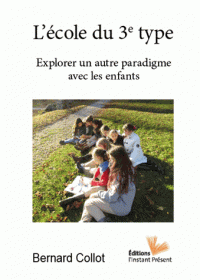 L'école du 3e type
Explorer un autre paradigme
avec les enfants
Bernard Collot
Éditions
l'Instant Présent